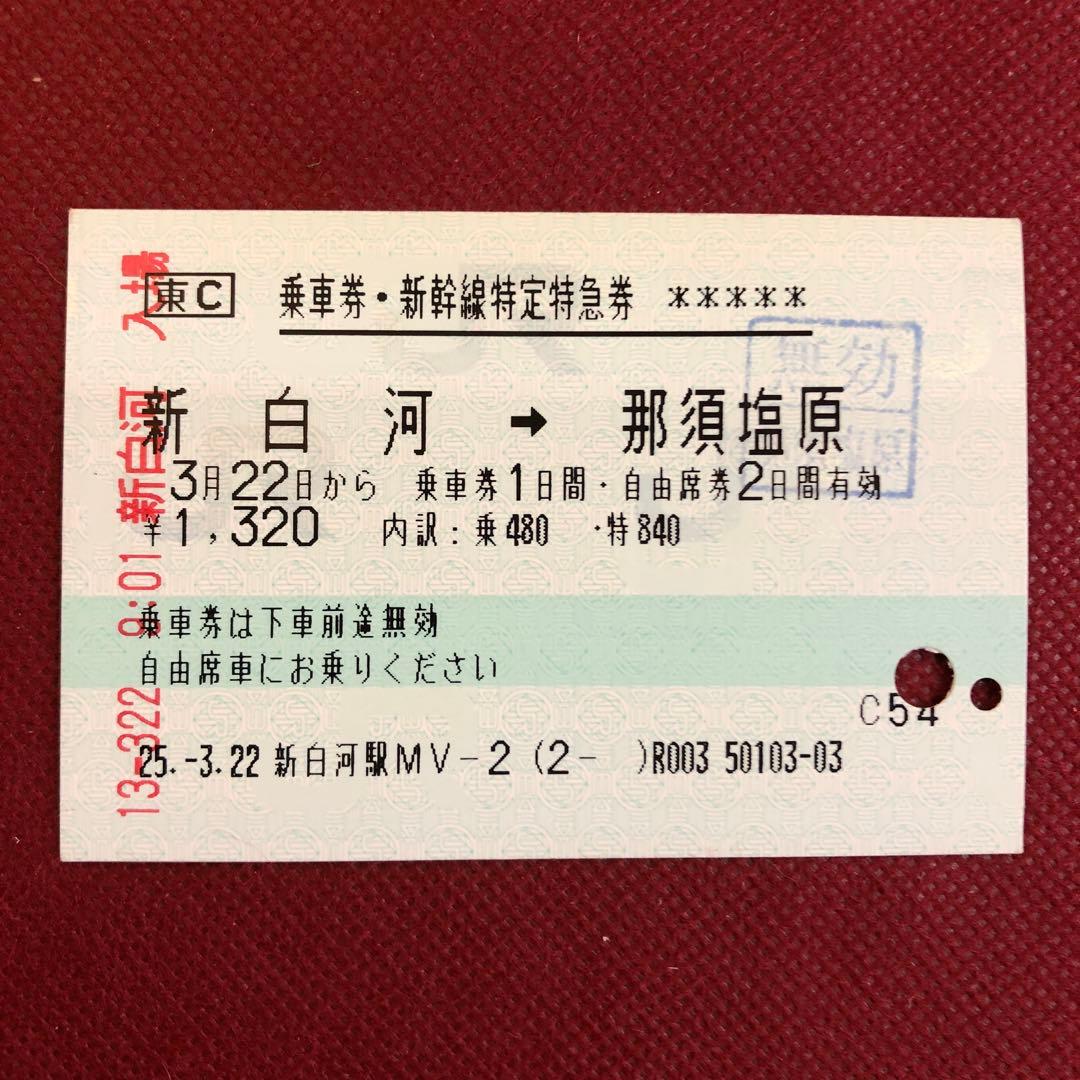 東C 乗車券・新幹線特定特急券 *****
新白河 → 那須塩原
3月22日から 乗車券1日間・自由席券2日間有効
¥1,320 内訳:乗480 ・特840
乗車券は下車前途無効
自由席車にお乗りください
C54
25.-3.22 新白河駅MV-2 (2- )R003 50103-03
13-322 9:01 新白河 入場
無効
原